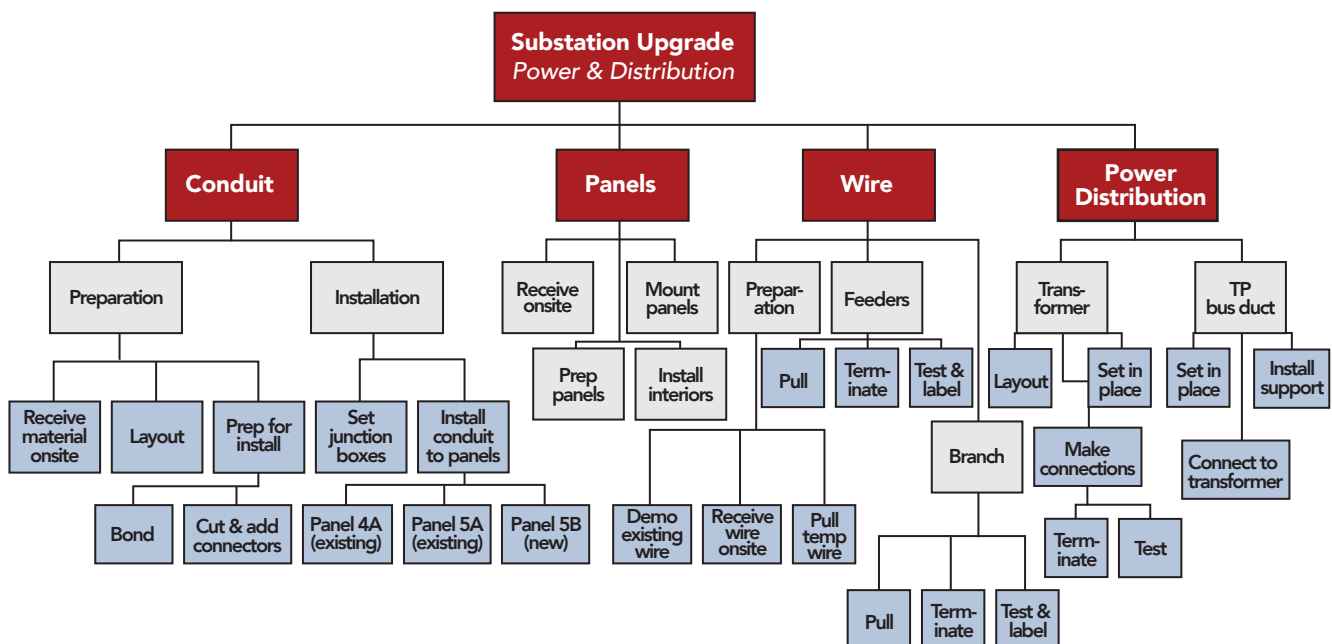 Substation Upgrade
Power & Distribution
Conduit
Panels
Wire
Power
Distribution
Preparation
Installation
Receive
onsite
Mount
panels
Prepar-
ation
Feeders
Trans-
former
TP
bus duct
Prep
panels
Install
interiors
Pull
Term-
inate
Test &
label
Layout
Set in
place
Set in
place
Install
support
Receive
material
onsite
Layout
Prep for
install
Set
junction
boxes
Install
conduit
to panels
Branch
Make
connections
Connect to
transformer
Bond
Cut & add
connectors
Panel 4A
(existing)
Panel 5A
(existing)
Panel 5B
(new)
Demo
existing
wire
Receive
wire
onsite
Pull
temp
wire
Term-
inate
Test
Pull
Term-
inate
Test &
label